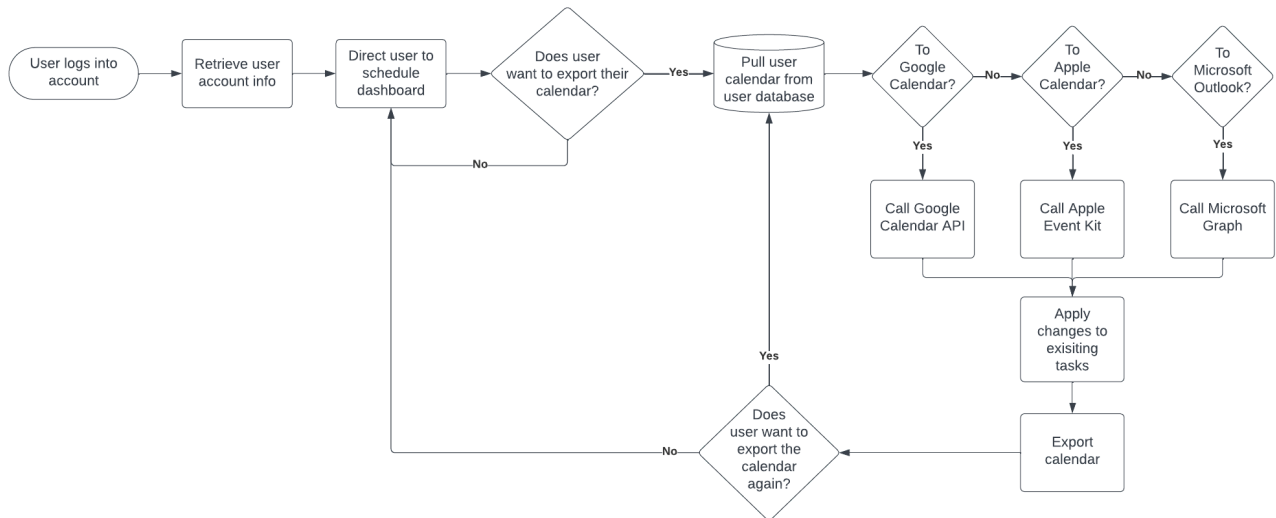 User logs into
account
Retrieve user
account info
Direct user to
schedule
dashboard
Does user
want to export their
calendar?
Yes
No
Pull user
calendar from
user database
To
Google
Calendar?
No
To
Apple
Calendar?
No
To
Microsoft
Outlook?
Yes
Yes
Yes
Call Google
Calendar API
Call Apple
Event Kit
Call Microsoft
Graph
Apply
changes to
exisiting
tasks
Export
calendar
Does
user want to
export the
calendar
again?
Yes
No